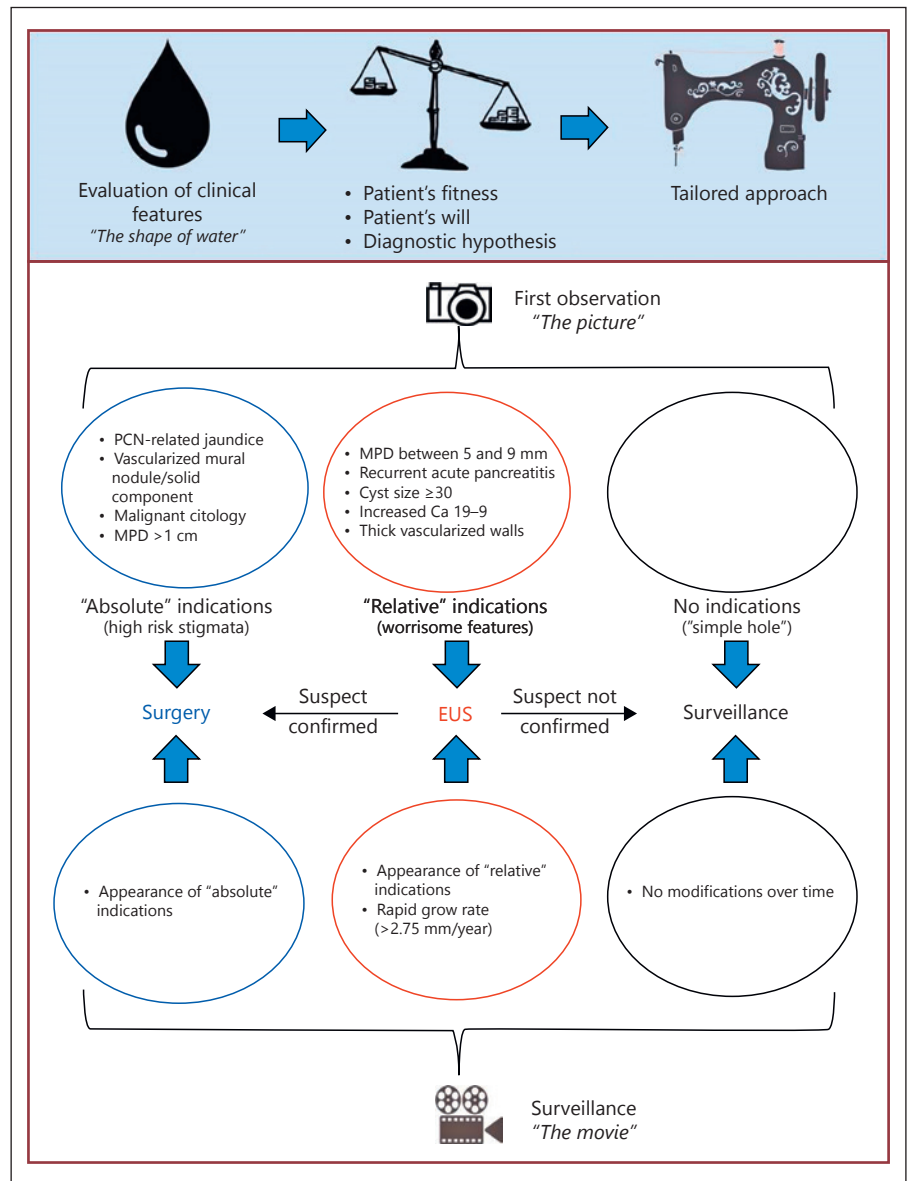 Evaluation of clinical
features
"The shape of water"
• Patient's fitness
• Patient's will
• Diagnostic hypothesis
Tailored approach
First observation
"The picture"
• PCN-related jaundice
• Vascularized mural
nodule/solid
component
• Malignant citology
• MPD >1 cm
• MPD between 5 and 9 mm
• Recurrent acute pancreatitis
• Cyst size ≥30
• Increased Ca 19–9
• Thick vascularized walls
"Absolute" indications
(high risk stigmata)
"Relative" indications
(worrisome features)
No indications
("simple hole")
Surgery
Suspect
confirmed
EUS
Suspect not
confirmed
Surveillance
• Appearance of "absolute"
indications
• Appearance of "relative"
indications
• Rapid grow rate
(>2.75 mm/year)
• No modifications over time
Surveillance
"The movie"